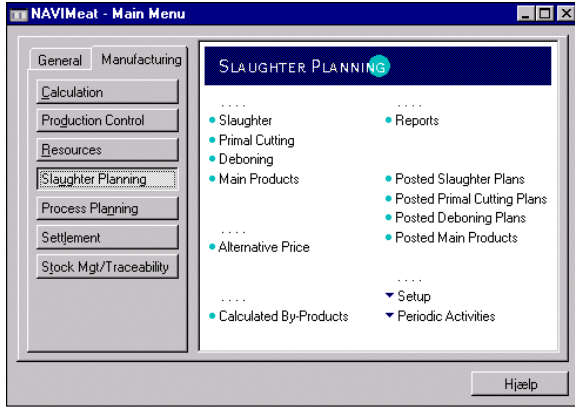 NAVIMeat - Main Menu
General Manufacturing
Calculation
Production Control
Resources
Slaughter Planning
Process Planning
Settlement
Stock Mgt/Traceability
SLAUGHTER PLANNING
. . . .
Slaughter
Primal Cutting
Deboning
Main Products
. . . .
Alternative Price
. . . .
Calculated By-Products
. . . .
Reports
Posted Slaughter Plans
Posted Primal Cutting Plans
Posted Deboning Plans
Posted Main Products
. . . .
Setup
Periodic Activities
Hjælp